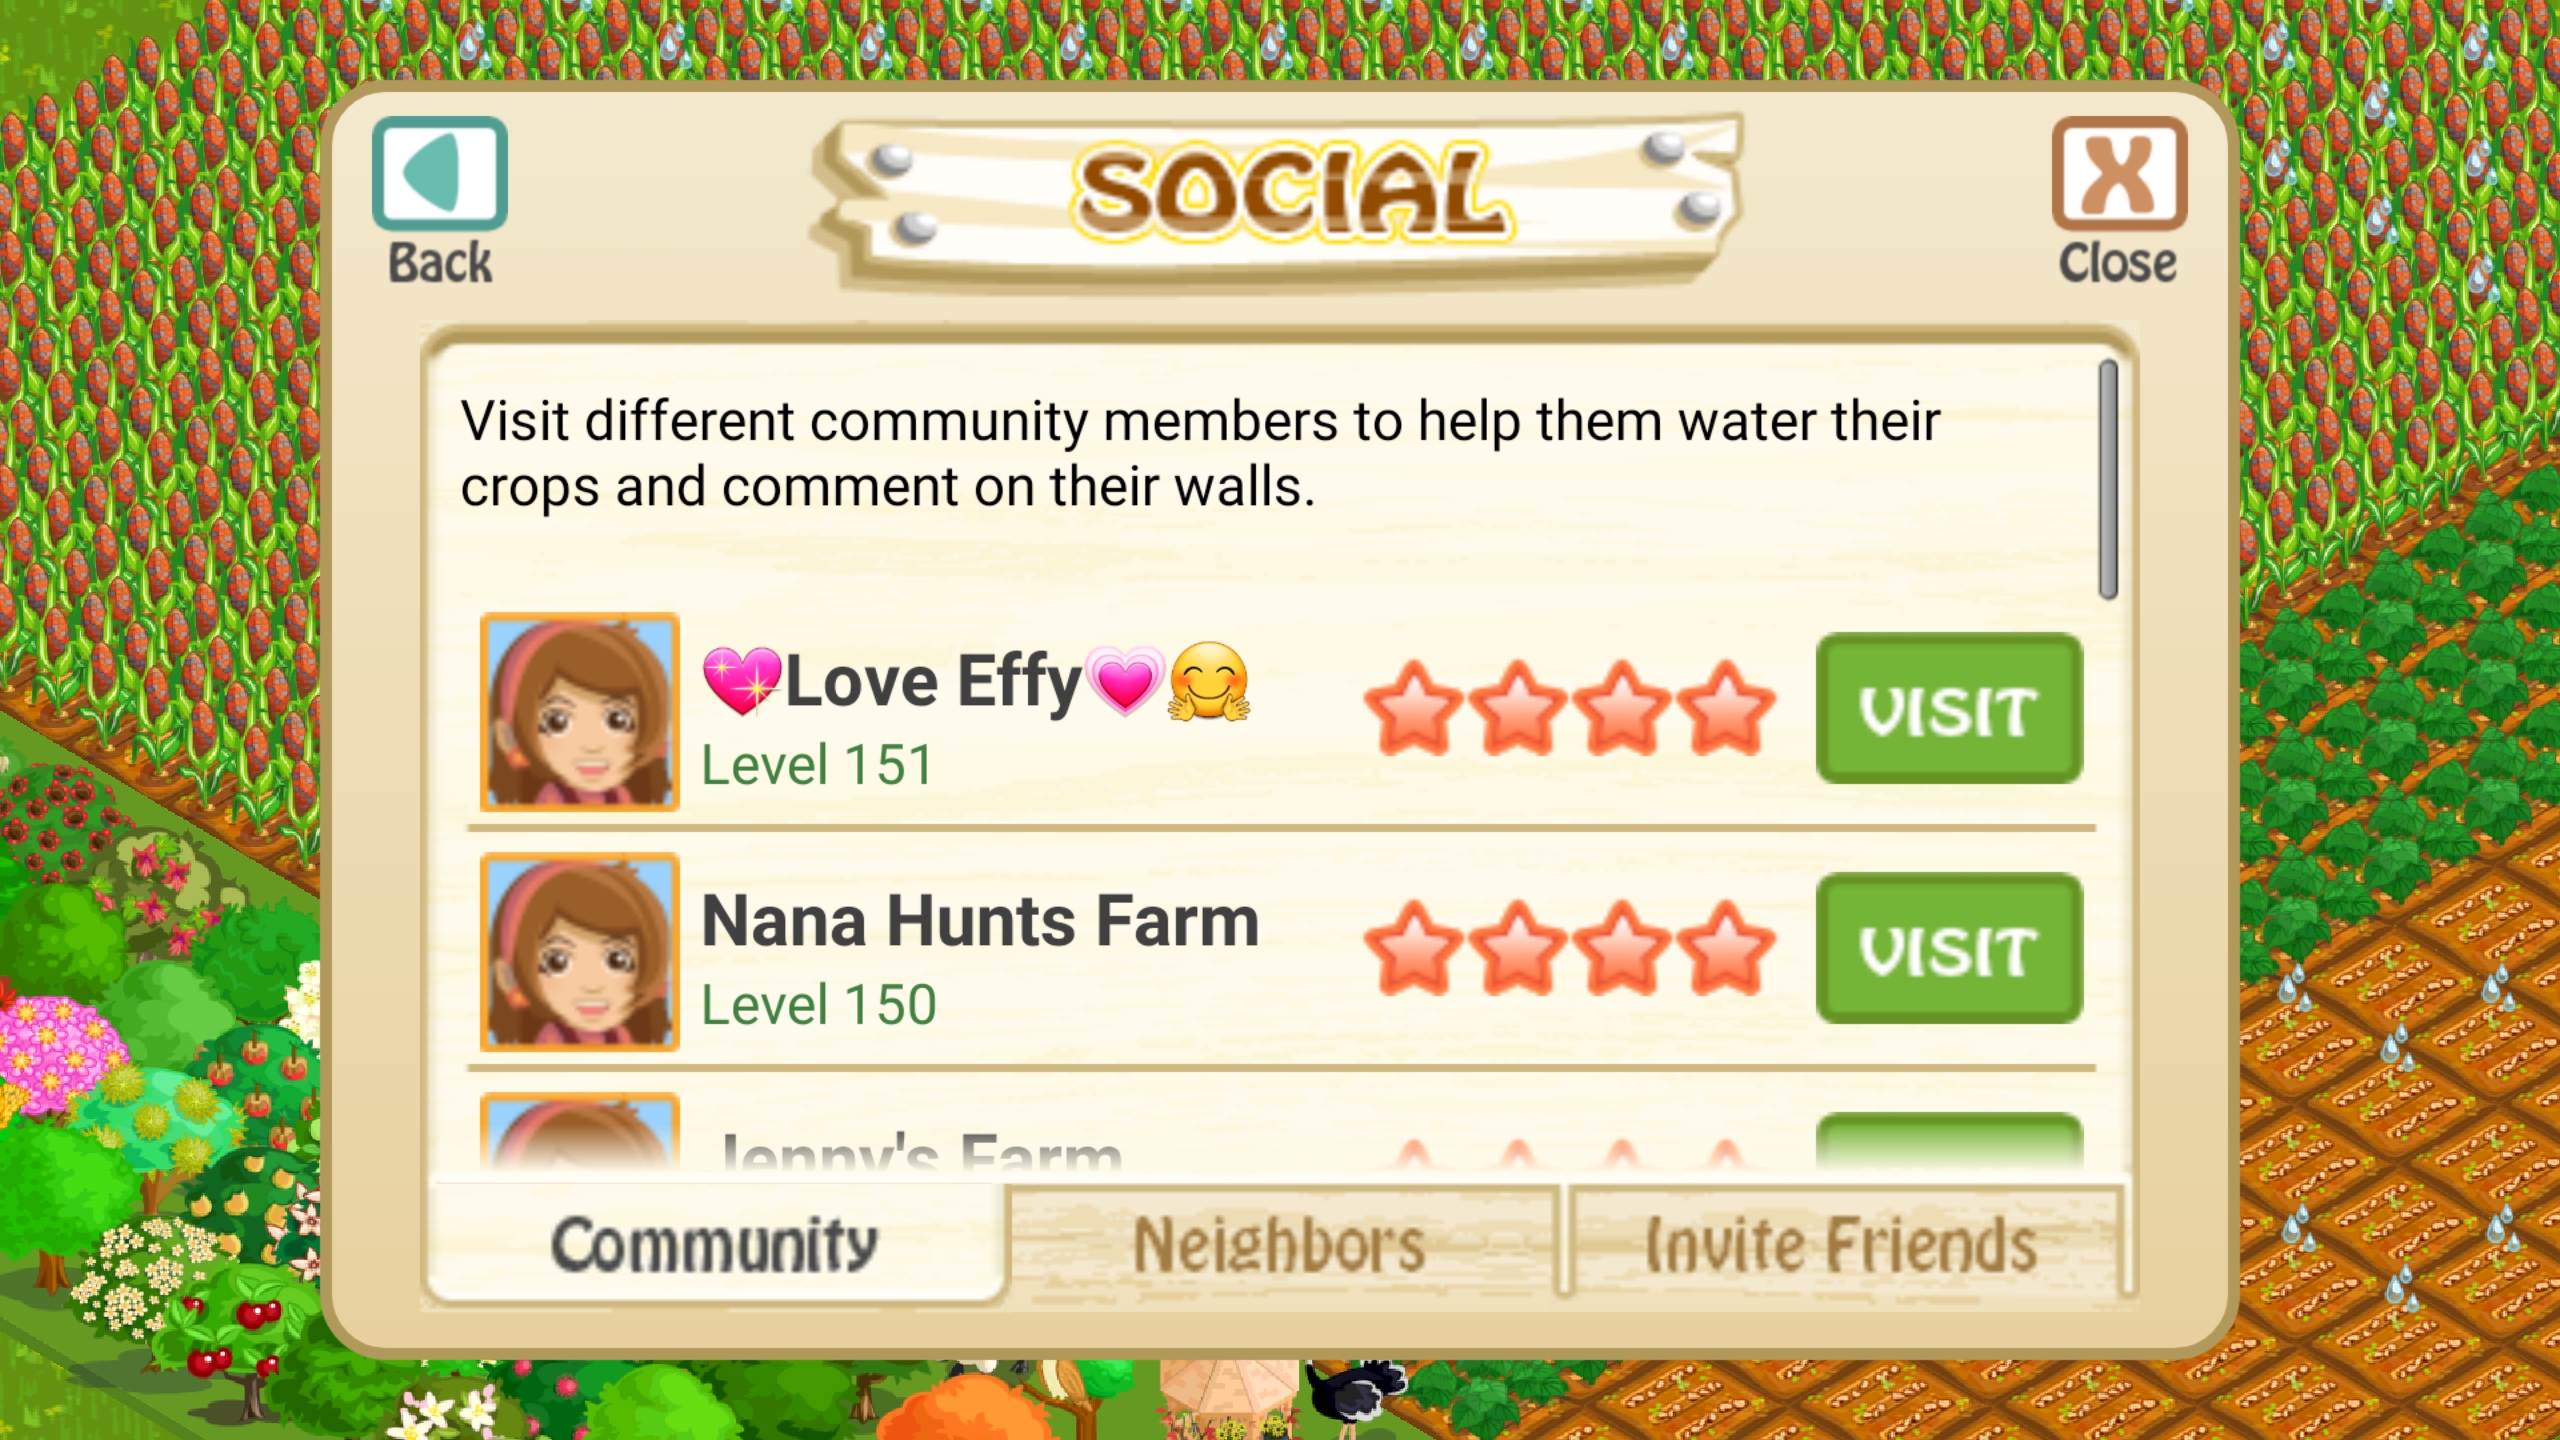 Back
SOCIAL
Close
Visit different community members to help them water their
crops and comment on their walls.
💖Love Effy💗🤗
Level 151
VISIT
Nana Hunts Farm
Level 150
VISIT
Jenny's Farm
Community
Neighbors
Invite Friends